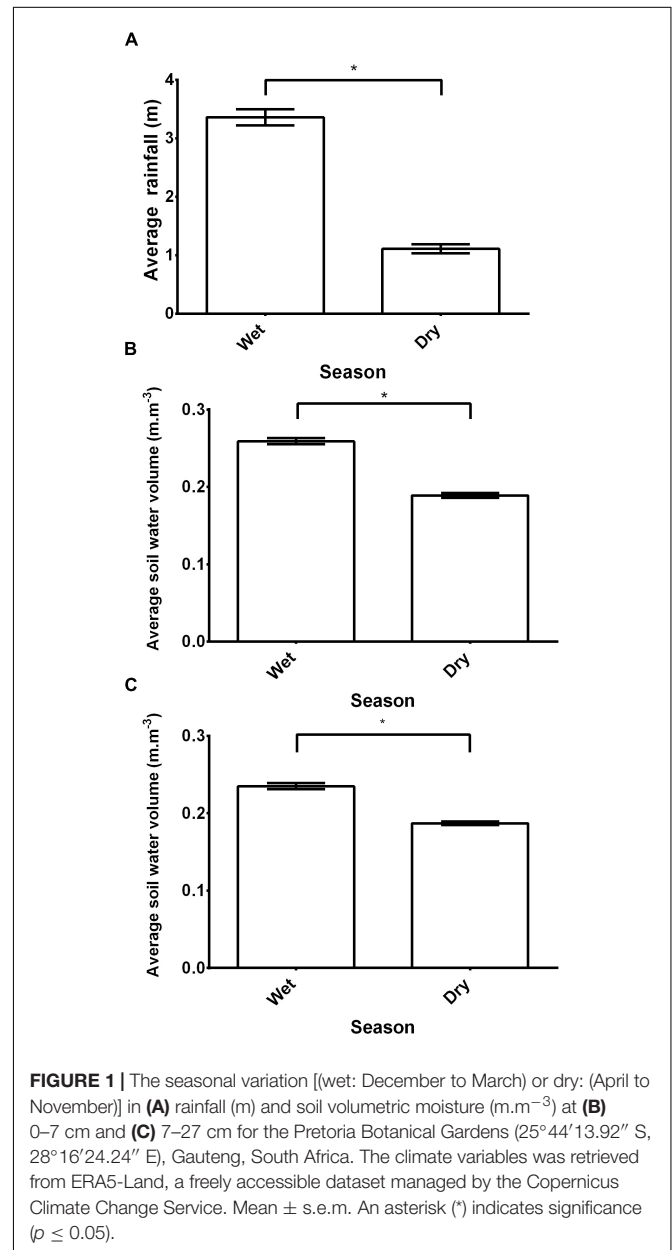 A
*
4
3
2
1
0
Average rainfall (m)
Wet
Dry
Season
B
*
0.3
0.2
0.1
0.0
Average soil water volume (m.m-3)
Wet
Dry
Season
C
*
0.3
0.2
0.1
0.0
Average soil water volume (m.m-3)
Wet
Dry
Season
FIGURE 1 | The seasonal variation [(wet: December to March) or dry: (April to
November)] in (A) rainfall (m) and soil volumetric moisture (m.m−3) at (B)
0–7 cm and (C) 7–27 cm for the Pretoria Botanical Gardens (25°44′13.92″ S,
28°16′24.24″ E), Gauteng, South Africa. The climate variables was retrieved
from ERA5-Land, a freely accessible dataset managed by the Copernicus
Climate Change Service. Mean ± s.e.m. An asterisk (*) indicates significance
(p ≤ 0.05).